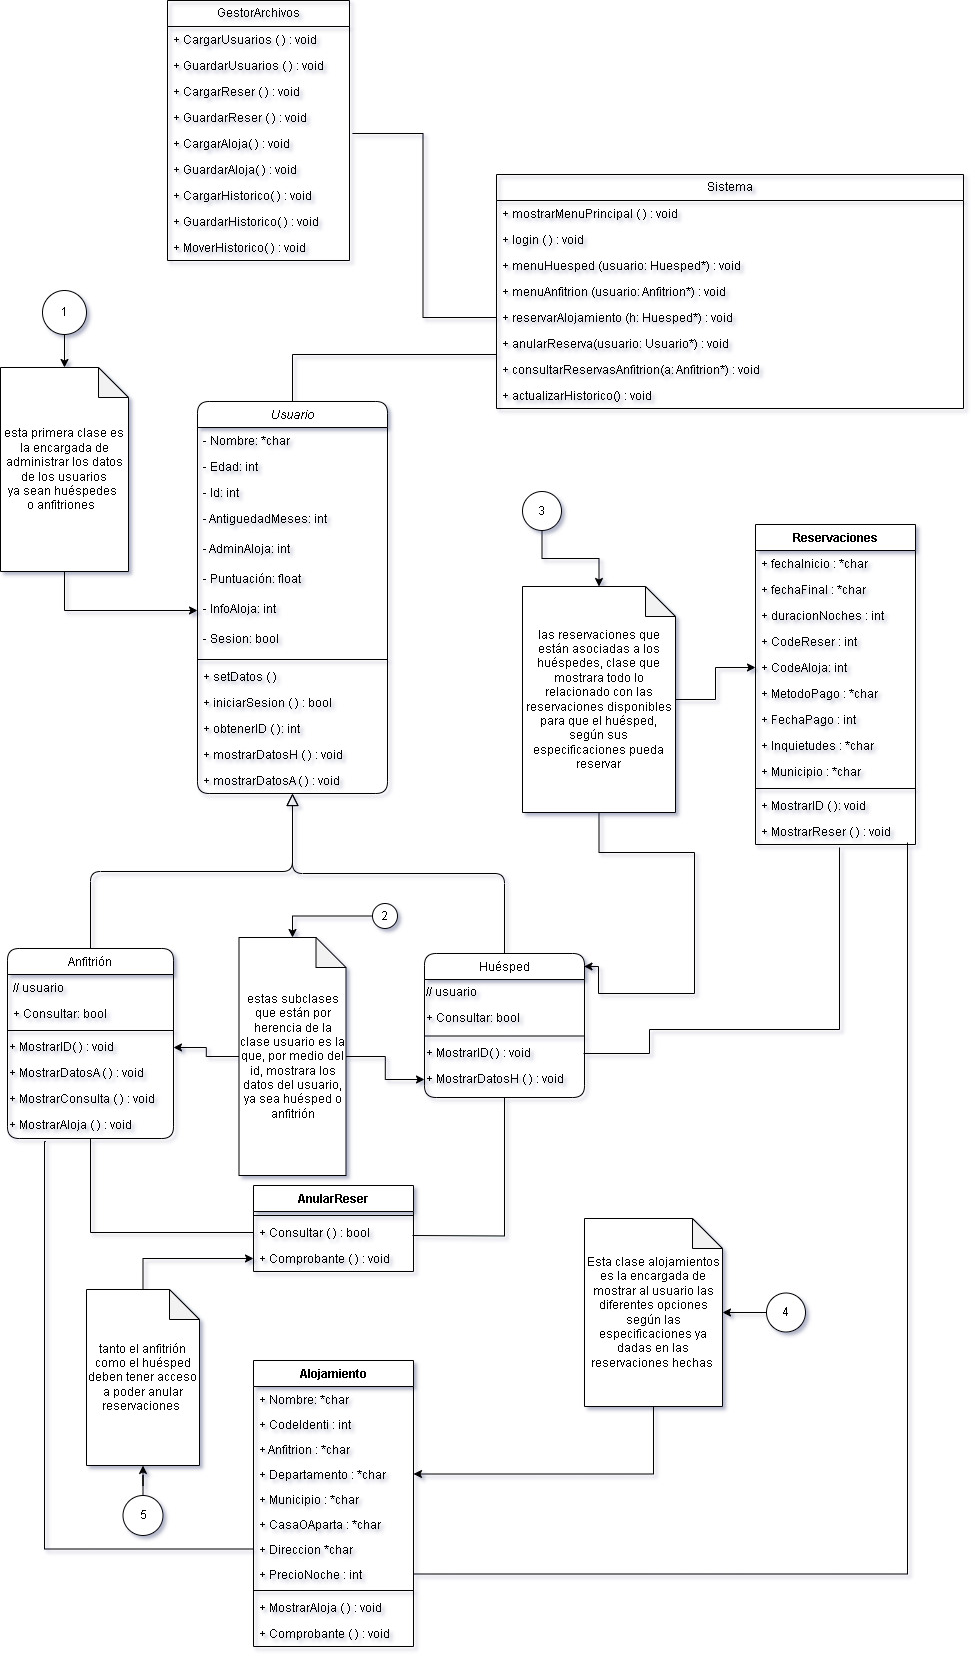 GestorArchivos
+ CargarUsuarios ( ) : void
+ GuardarUsuarios ( ) : void
+ CargarReser ( ) : void
+ GuardarReser ( ) : void
+ CargarAloja( ) : void
+ GuardarAloja( ) : void
+ CargarHistorico( ) : void
+ GuardarHistorico( ) : void
+ MoverHistorico( ) : void
Sistema
+ mostrarMenuPrincipal ( ) : void
+ login ( ) : void
+ menuHuesped (usuario: Huesped*) : void
+ menuAnfitrion (usuario: Anfitrion*) : void
+ reservarAlojamiento (h: Huesped*) : void
+ anularReserva(usuario: Usuario*) : void
+ consultarReservasAnfitrion(a: Anfitrion*) : void
+ actualizarHistorico() : void
1
esta primera clase es
la encargada de
administrar los datos
de los usuarios
ya sean huéspedes
o anfitriones
Usuario
- Nombre: *char
- Edad: int
- Id: int
- AntiguedadMeses: int
- AdminAloja: int
- Puntuación: float
- InfoAloja: int
- Sesion: bool
+ setDatos ( )
+ iniciarSesion ( ) : bool
+ obtenerID ( ): int
+ mostrarDatosH ( ) : void
+ mostrarDatosA ( ) : void
3
las reservaciones que
están asociadas a los
huéspedes, clase que
mostrara todo lo
relacionado con las
reservaciones disponibles
para que el huésped,
según sus
especificaciones pueda
reservar
Reservaciones
+ fechaInicio : *char
+ fechaFinal : *char
+ duracionNoches : int
+ CodeReser : int
+ CodeAloja: int
+ MetodoPago : *char
+ FechaPago : int
+ Inquietudes : *char
+ Municipio : *char
+ MostrarID ( ): void
+ MostrarReser ( ) : void
2
Anfitrión
// usuario
+ Consultar: bool
+ MostrarID( ) : void
+ MostrarDatosA ( ) : void
+ MostrarConsulta ( ) : void
+ MostrarAloja ( ) : void
estas subclases
que están por
herencia de la
clase usuario es la
que, por medio del
id, mostrara los
datos del usuario,
ya sea huésped o
anfitrión
Huésped
// usuario
+ Consultar: bool
+ MostrarID( ) : void
+ MostrarDatosH ( ) : void
AnularReser
+ Consultar ( ) : bool
+ Comprobante ( ) : void
tanto el anfitrión
como el huésped
deben tener acceso
a poder anular
reservaciones
5
Esta clase alojamientos
es la encargada de
mostrar al usuario las
diferentes opciones
según las
especificaciones ya
dadas en las
reservaciones hechas
4
Alojamiento
+ Nombre: *char
+ CodeIdenti : int
+ Anfitrion : *char
+ Departamento : *char
+ Municipio : *char
+ CasaOAparta : *char
+ Direccion *char
+ PrecioNoche : int
+ MostrarAloja ( ) : void
+ Comprobante ( ) : void